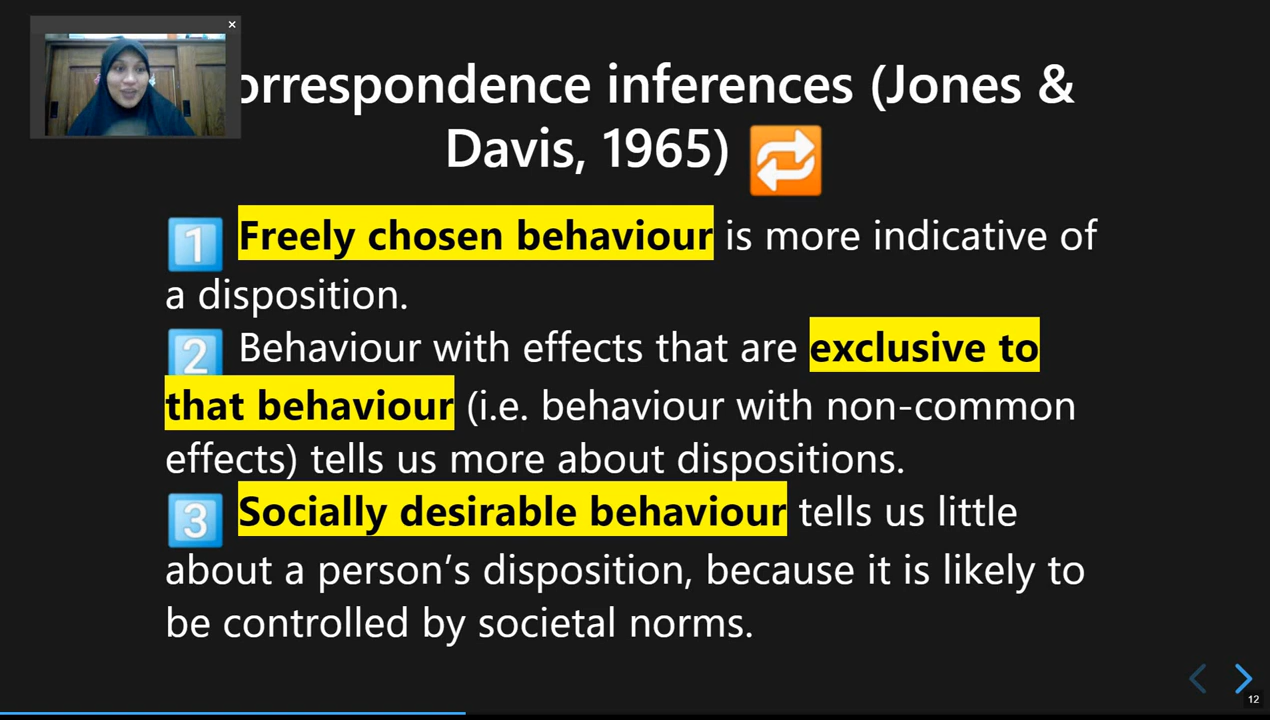 orrespondence inferences (Jones &
Davis, 1965)
1 Freely chosen behaviour is more indicative of
a disposition.
2 Behaviour with effects that are exclusive to
that behaviour (i.e. behaviour with non-common
effects) tells us more about dispositions.
3 Socially desirable behaviour tells us little
about a person’s disposition, because it is likely to
be controlled by societal norms.
12